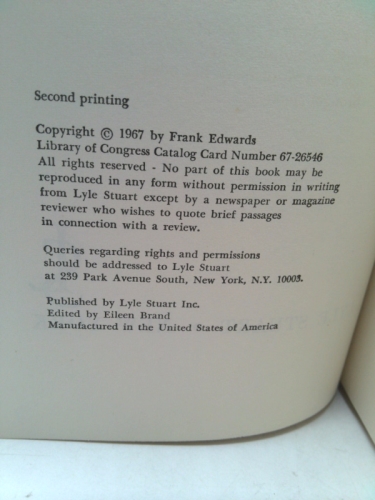 Second printing
Copyright © 1967 by Frank Edwards
Library of Congress Catalog Card Number 67-26546
All rights reserved - No part of this book may be
reproduced in any form without permission in writing
from Lyle Stuart except by a newspaper or magazine
reviewer who wishes to quote brief passages
in connection with a review.
Queries regarding rights and permissions
should be addressed to Lyle Stuart
at 239 Park Avenue South, New York, N.Y. 10003.
Published by Lyle Stuart Inc.
Edited by Eileen Brand
Manufactured in the United States of America